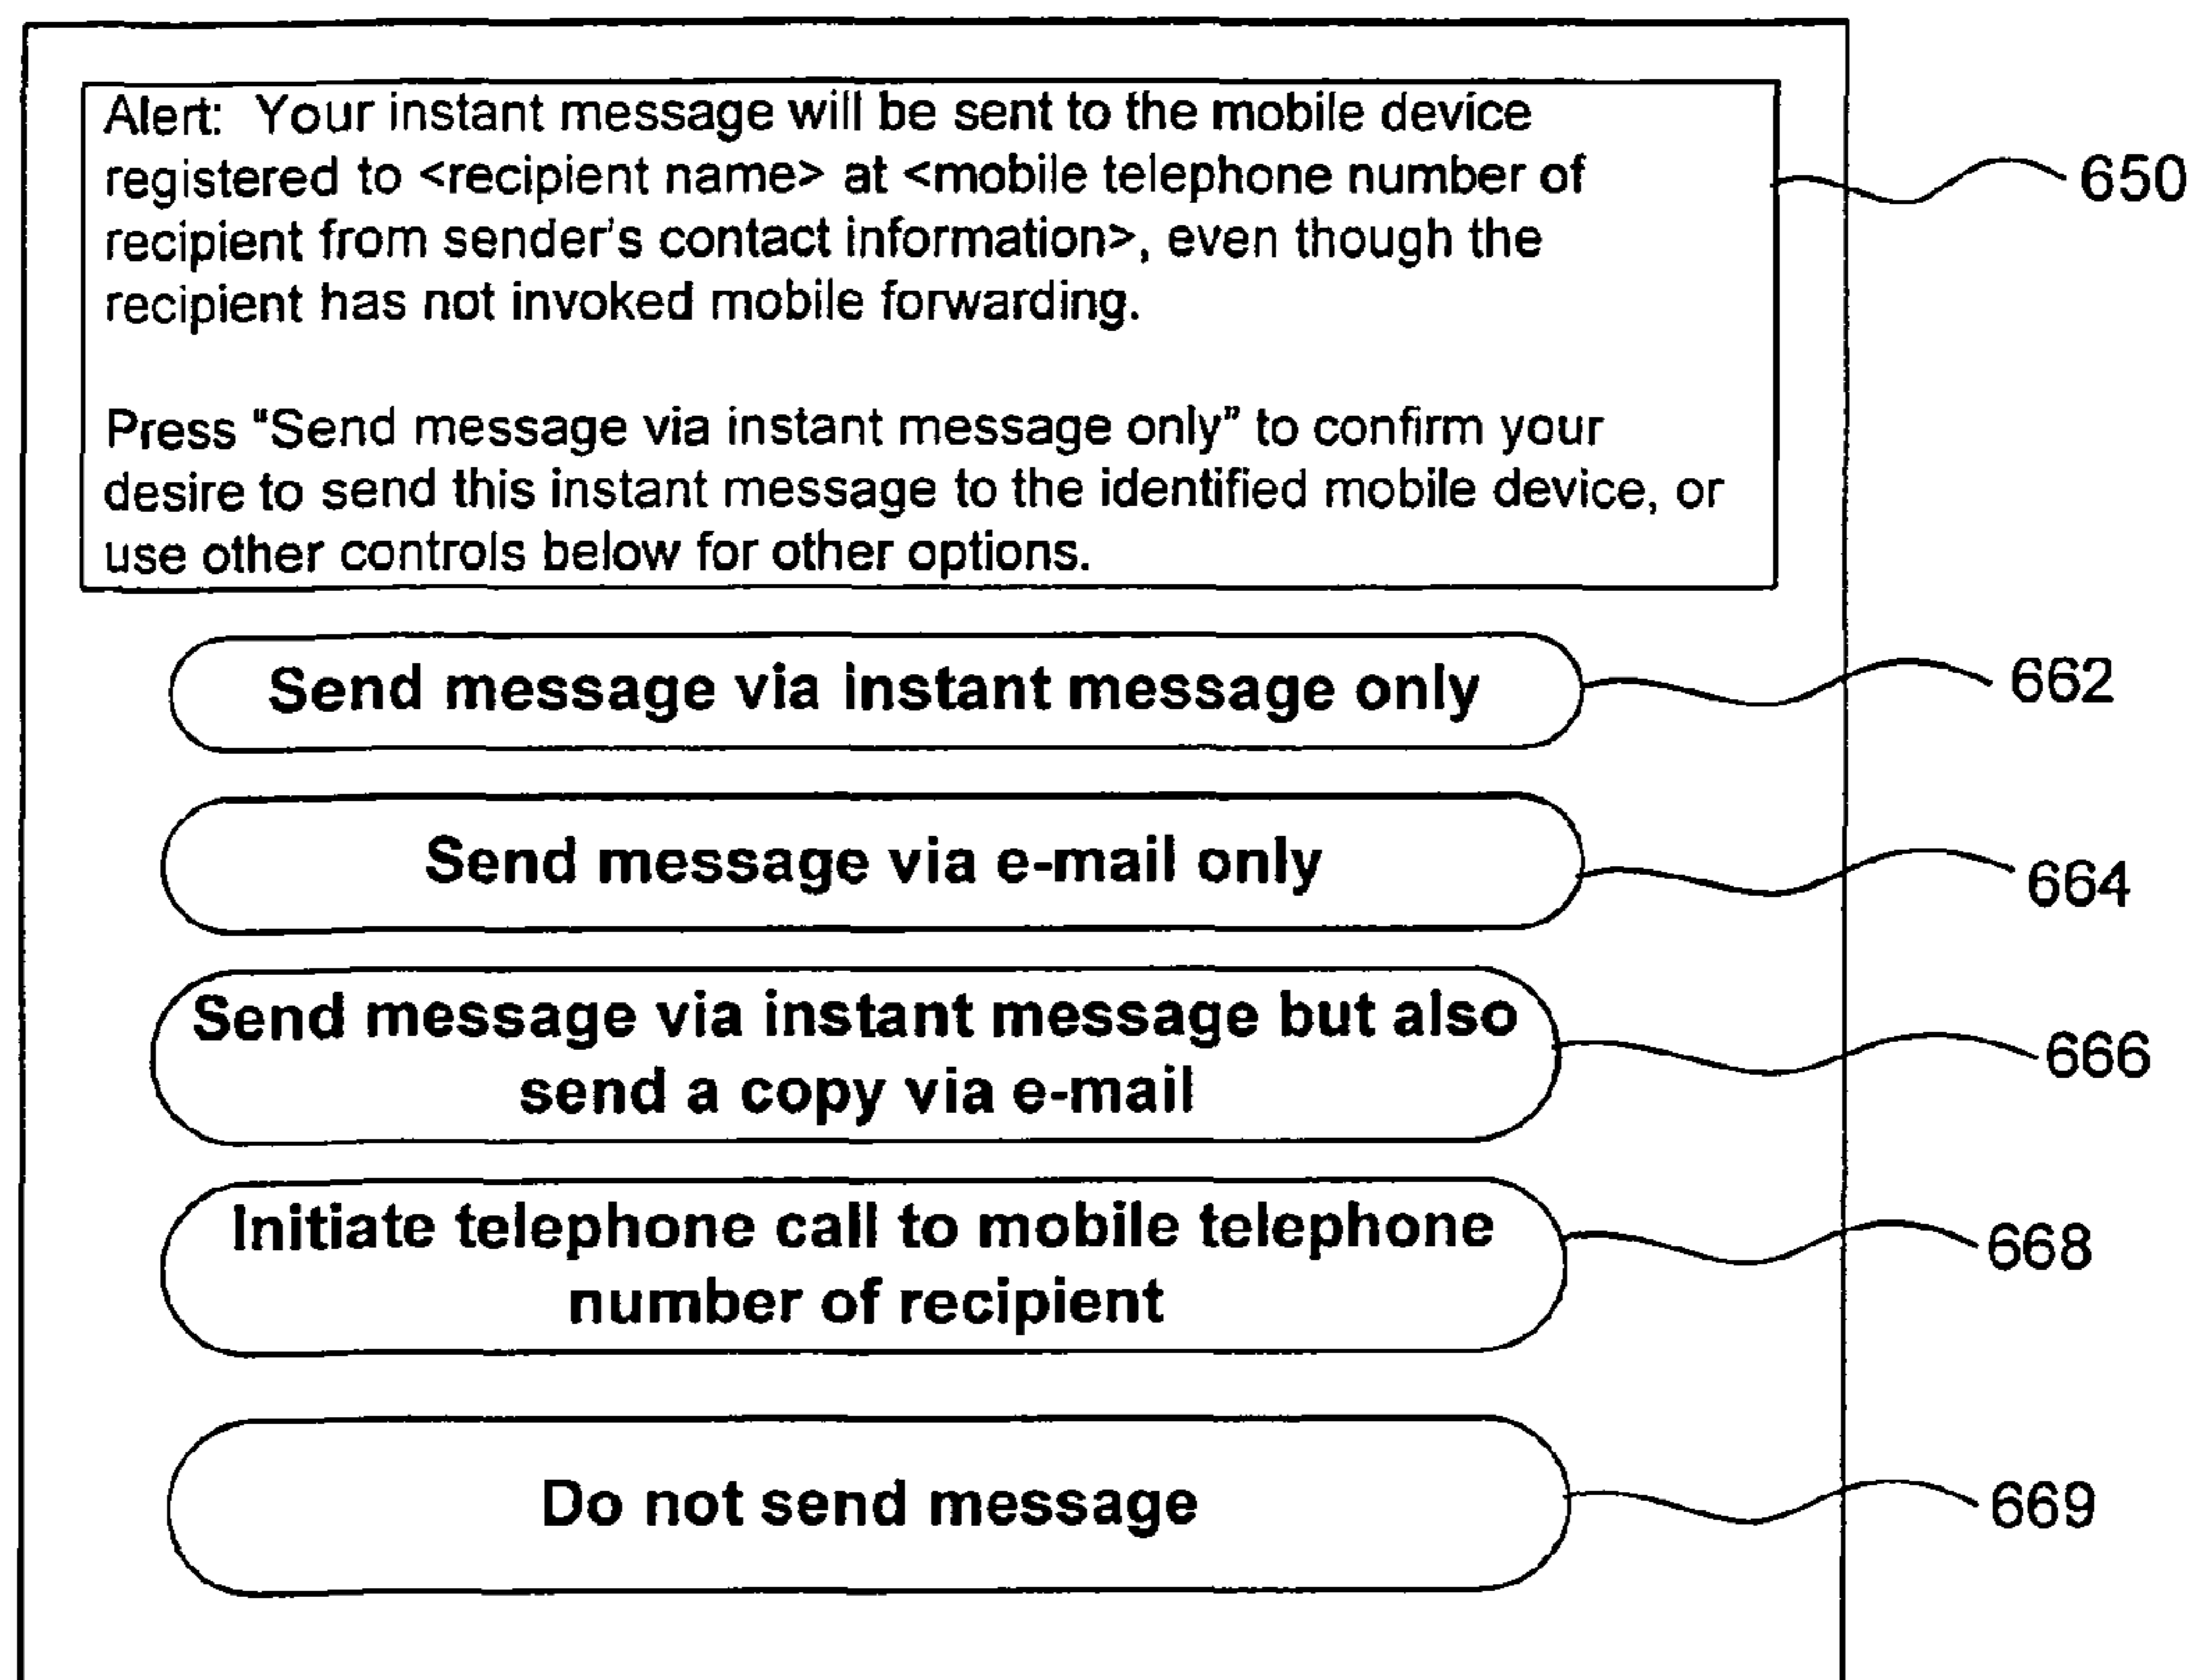 Alert: Your instant message will be sent to the mobile device
registered to <recipient name> at <mobile telephone number of
recipient from sender's contact information>, even though the
recipient has not invoked mobile forwarding.
650
Press "Send message via instant message only" to confirm your
desire to send this instant message to the identified mobile device, or
use other controls below for other options.
Send message via instant message only
662
Send message via e-mail only
664
Send message via instant message but also
send a copy via e-mail
666
Initiate telephone call to mobile telephone
number of recipient
668
Do not send message
669